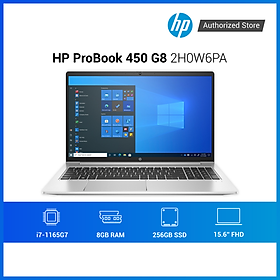 hp
Authorized Store
HP ProBook 450 G8 2H0W6PA
i7-1165G7
8GB RAM
256GB SSD
15.6" FHD